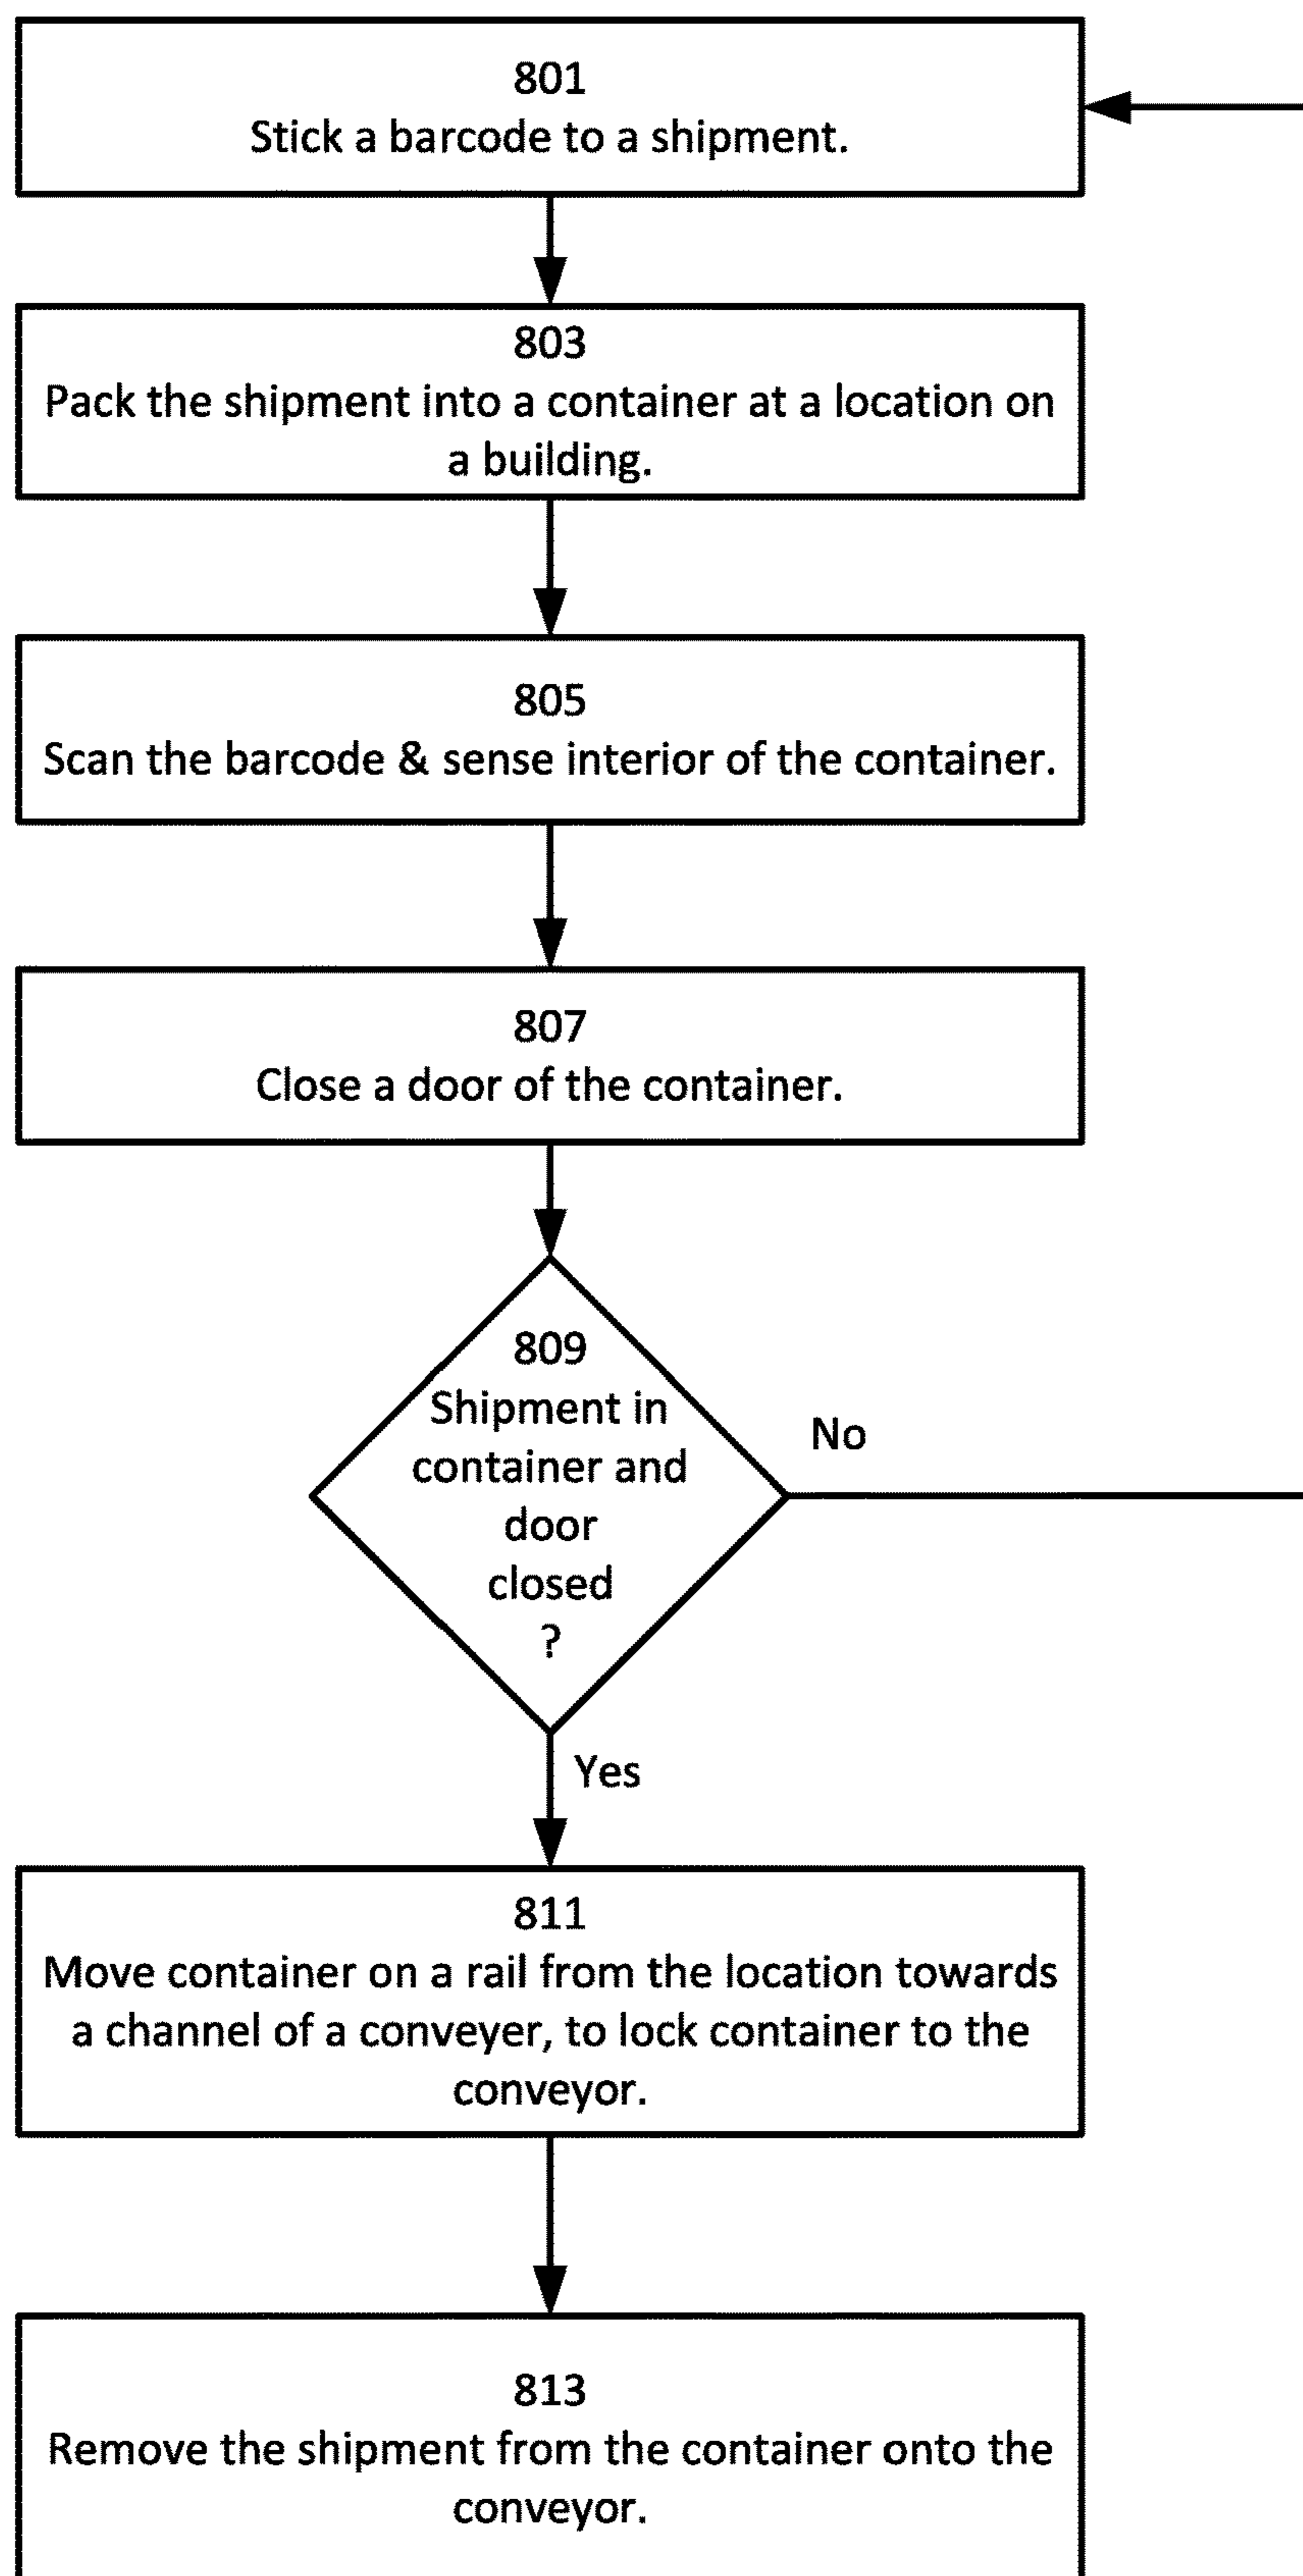 801
Stick a barcode to a shipment.
803
Pack the shipment into a container at a location on
a building.
805
Scan the barcode & sense interior of the container.
807
Close a door of the container.
809
Shipment in
container and
door
closed
?
No
Yes
811
Move container on a rail from the location towards
a channel of a conveyer, to lock container to the
conveyor.
813
Remove the shipment from the container onto the
conveyor.